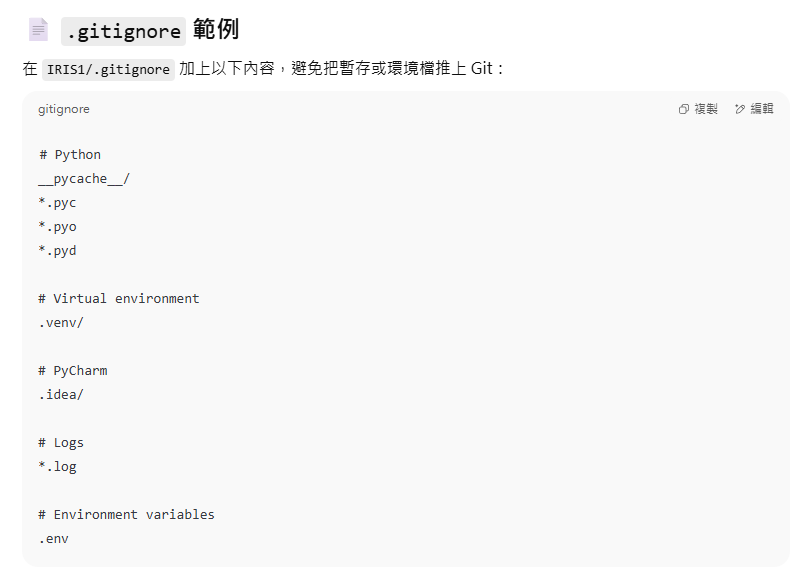 .gitignore 範例
在 IRIS1/.gitignore 加上以下內容，避免把暫存或環境檔推上 Git：
gitignore 複製 編輯
# Python
__pycache__/
*.pyc
*.pyo
*.pyd
# Virtual environment
.venv/
# PyCharm
.idea/
# Logs
*.log
# Environment variables
.env